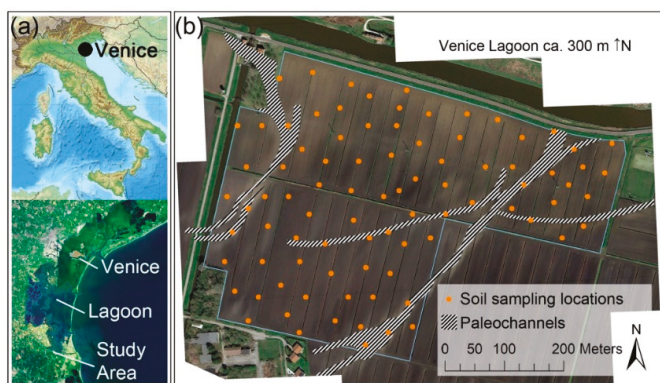 (a)
Venice
Venice
Lagoon
Study
Area
(b)
Venice Lagoon ca. 300 m ↑N
Soil sampling locations
Paleochannels
0 50 100 200 Meters
N